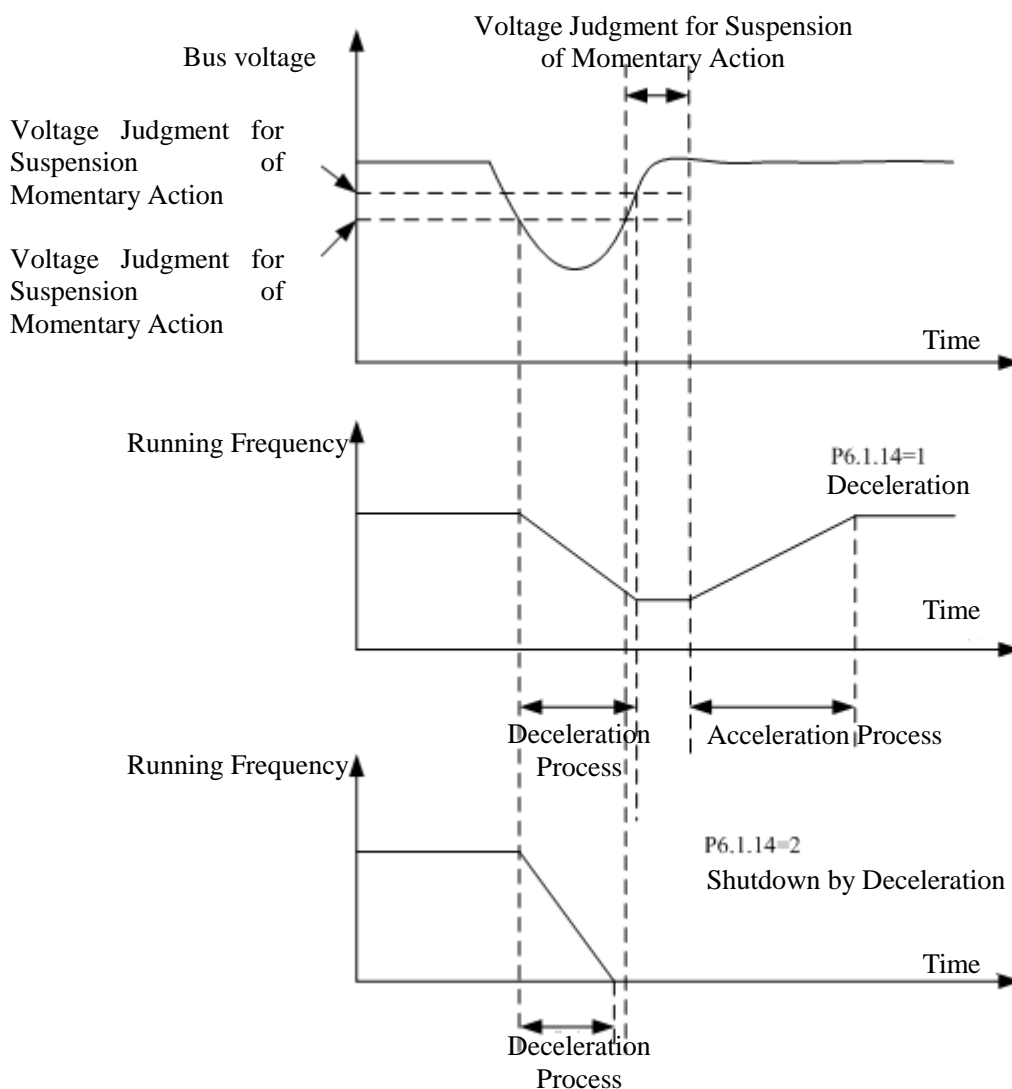 Voltage Judgment for Suspension
of Momentary Action
Bus voltage
Voltage Judgment for
Suspension of
Momentary Action
Voltage Judgment for
Suspension of
Momentary Action
Time
Running Frequency
P6.1.14=1
Deceleration
Time
Deceleration
Process
Acceleration Process
Running Frequency
P6.1.14=2
Shutdown by Deceleration
Time
Deceleration
Process